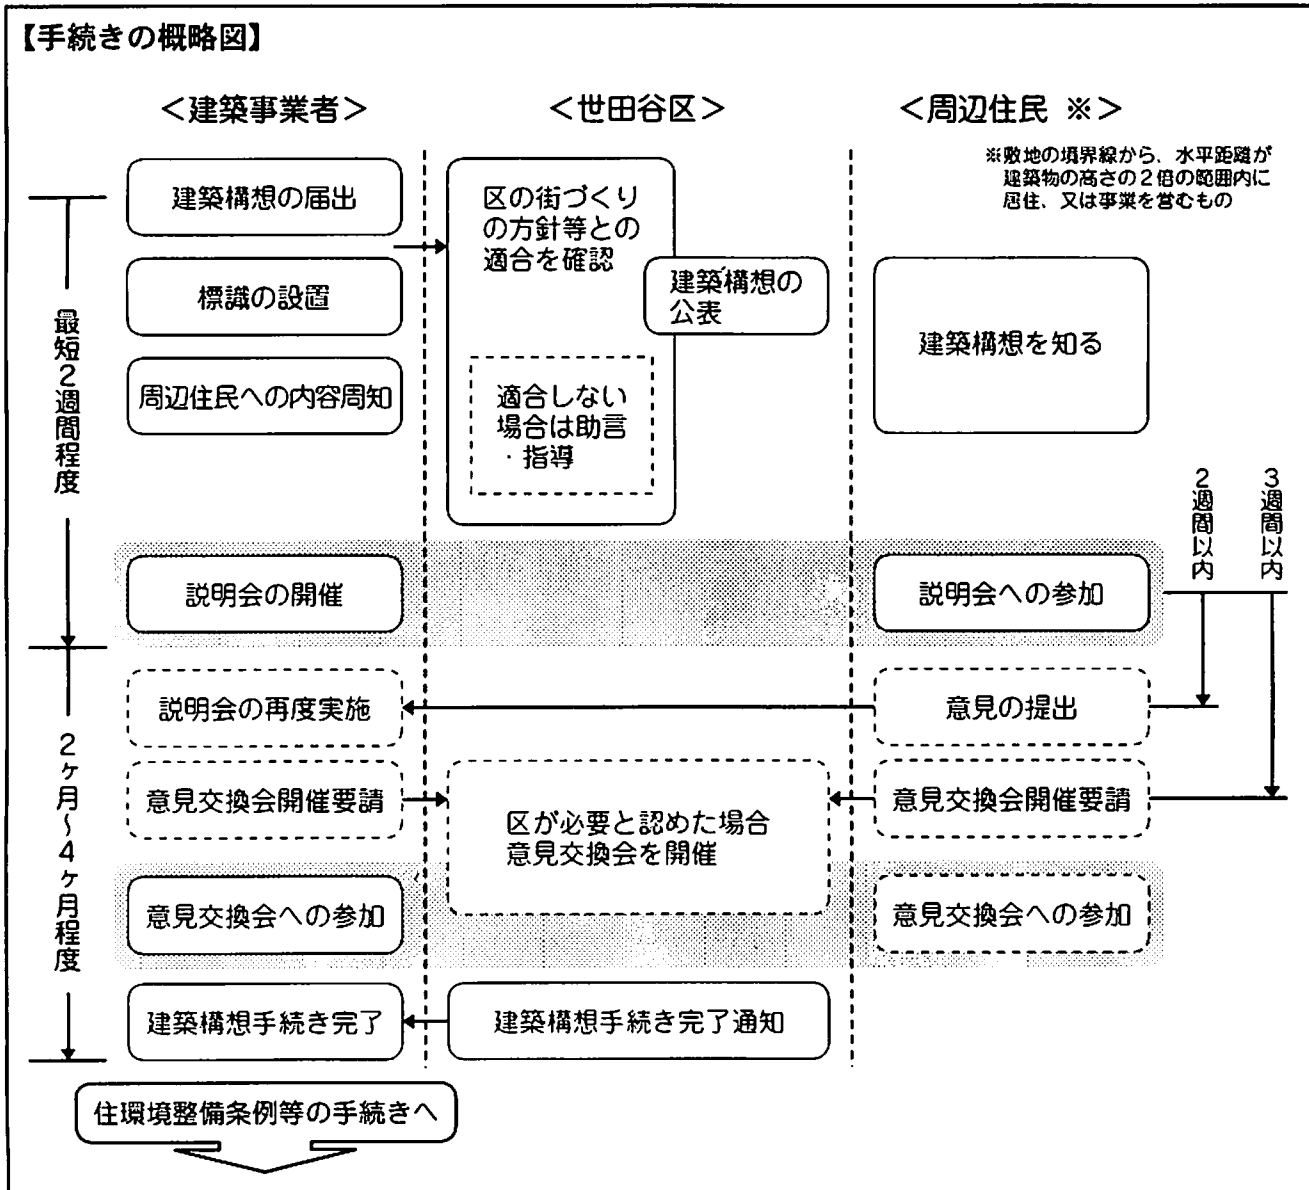 【手続きの概略図】
＜建築事業者＞
＜世田谷区＞
＜周辺住民 ※＞
※敷地の境界線から、水平距離が
建築物の高さの２倍の範囲内に
居住、又は事業を営むもの
建築構想の届出
標識の設置
周辺住民への内容周知
区の街づくり
の方針等との
適合を確認
建築構想の
公表
適合しない
場合は助言
・指導
建築構想を知る
最短２週間程度
２週間以内
３週間以内
説明会の開催
説明会への参加
２ヶ月～４ヶ月程度
説明会の再度実施
意見の提出
意見交換会開催要請
区が必要と認めた場合
意見交換会を開催
意見交換会開催要請
意見交換会への参加
意見交換会への参加
建築構想手続き完了
建築構想手続き完了通知
住環境整備条例等の手続きへ